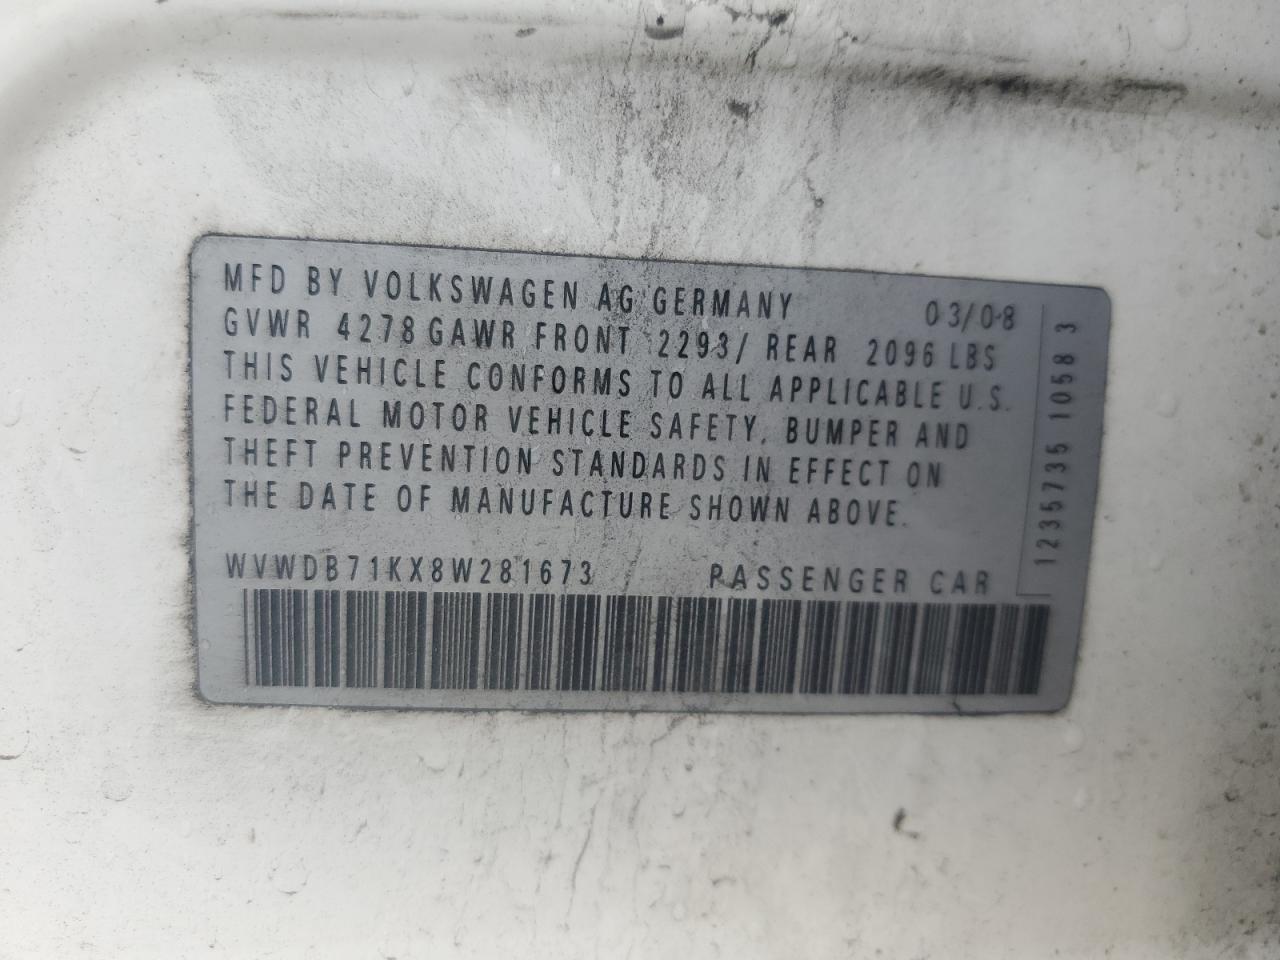 MFD BY VOLKSWAGEN AG GERMANY 03/08
GVWR 4278 GAWR FRONT 2293/ REAR 2096 LBS
THIS VEHICLE CONFORMS TO ALL APPLICABLE U.S.
FEDERAL MOTOR VEHICLE SAFETY, BUMPER AND
THEFT PREVENTION STANDARDS IN EFFECT ON
THE DATE OF MANUFACTURE SHOWN ABOVE.
WVWDB71KX8W281673 PASSENGER CAR
1235735 1058 3